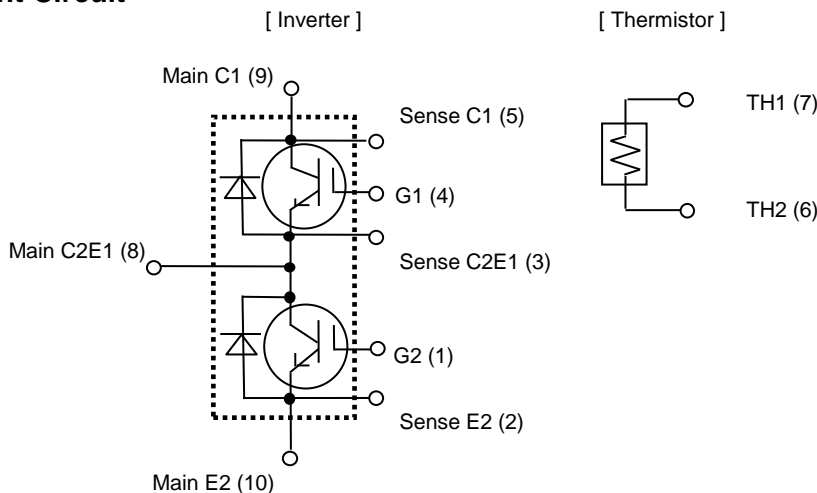 [ Inverter ]
[ Thermistor ]
Main C1 (9)
Sense C1 (5)
G1 (4)
Main C2E1 (8)
Sense C2E1 (3)
G2 (1)
Sense E2 (2)
Main E2 (10)
TH1 (7)
TH2 (6)